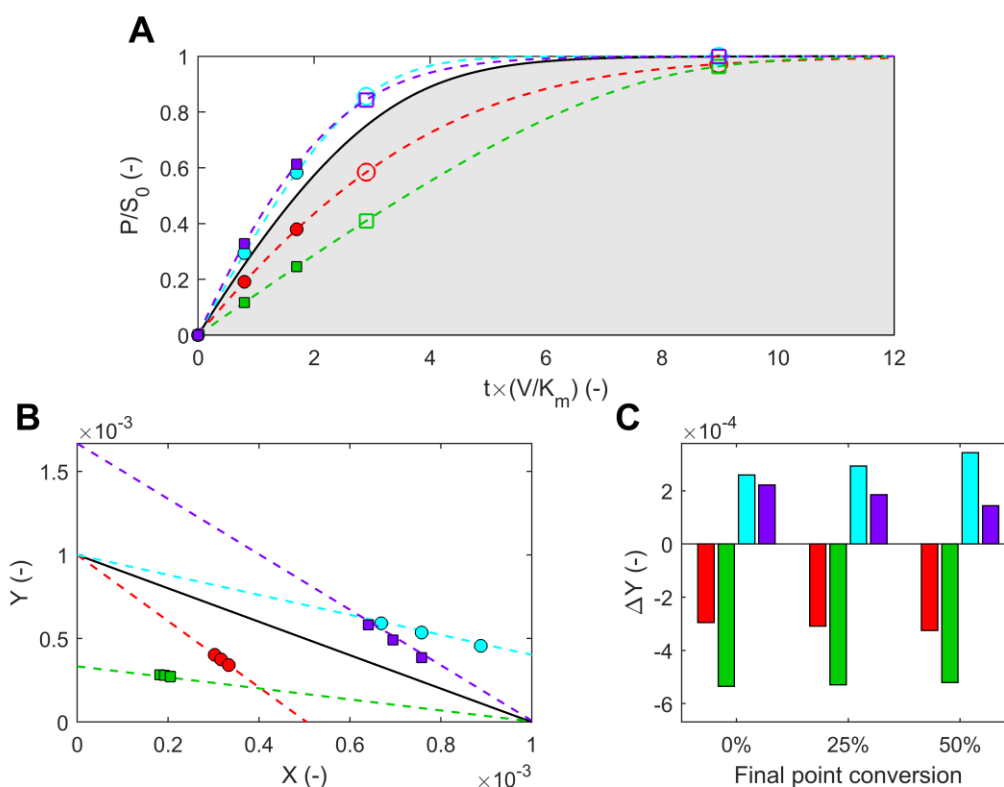 A
P/S₀ (-)
1
0.8
0.6
0.4
0.2
0
0 2 4 6 8 10 12
t×(V/Kₘ) (-)
B
×10⁻³
Y (-)
1.5
1
0.5
0
0 0.2 0.4 0.6 0.8 1
X (-)
×10⁻³
C
×10⁻⁴
ΔY (-)
2
0
-2
-4
-6
0% 25% 50%
Final point conversion